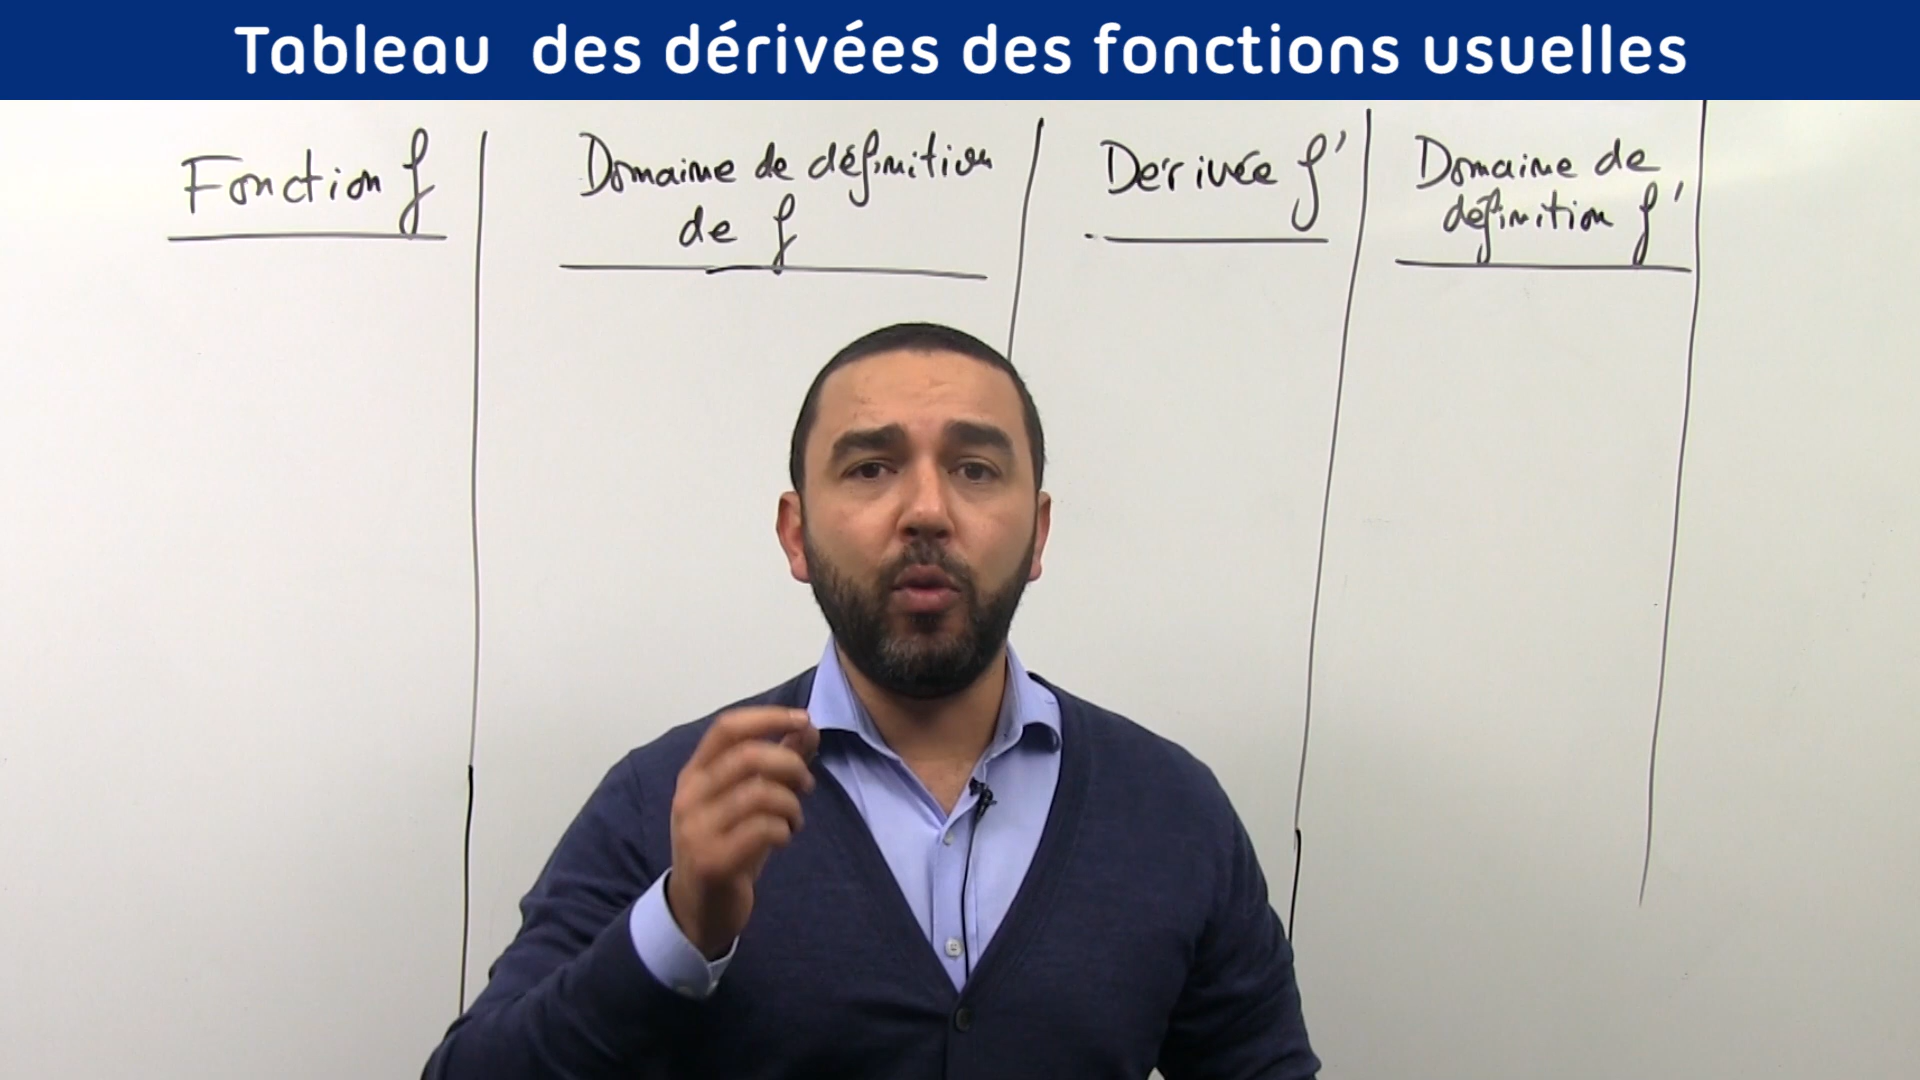 Tableau des dérivées des fonctions usuelles
Fonction f
Domaine de définition
de f
Dérivée f'
Domaine de
définition f'